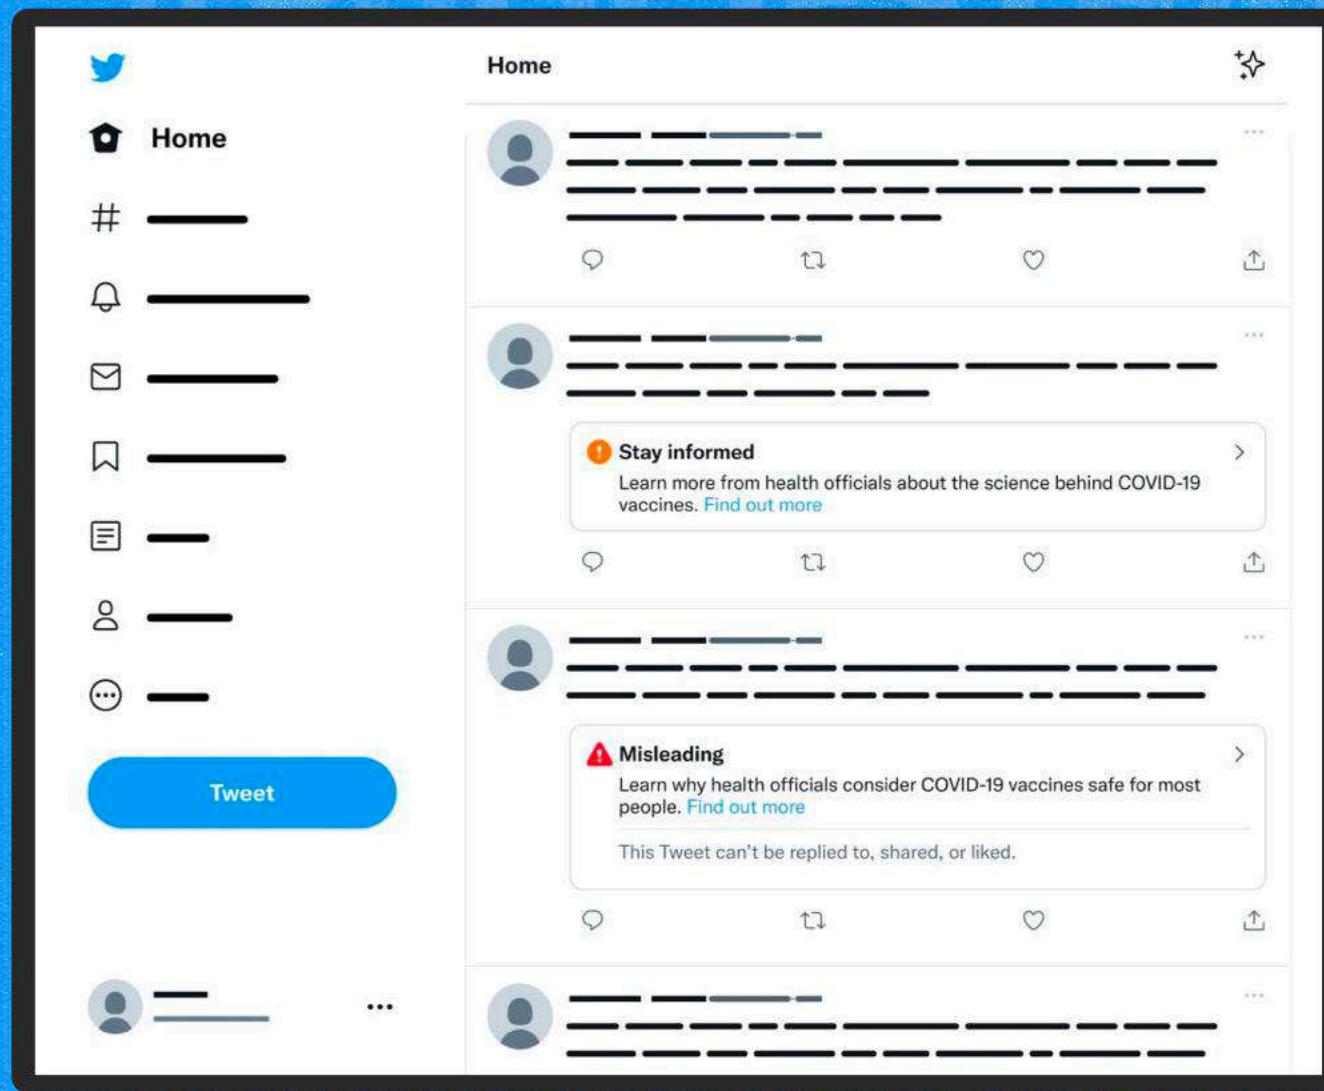 Home
Home
Stay informed
Learn more from health officials about the science behind COVID-19
vaccines. Find out more
Misleading
Learn why health officials consider COVID-19 vaccines safe for most
people. Find out more
This Tweet can't be replied to, shared, or liked.
Tweet